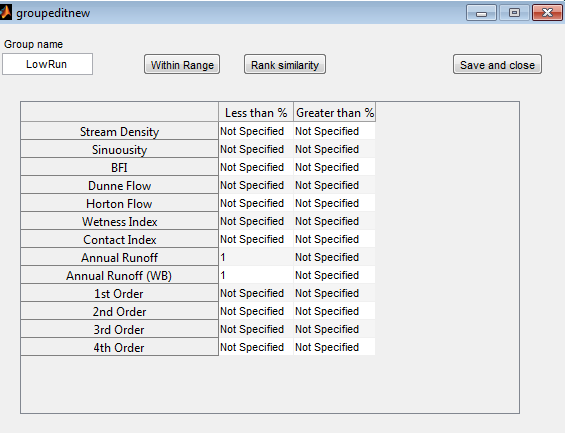 groupeditnew
Group name
LowRun Within Range Rank similarity Save and close
Less than % Greater than %
Stream Density Not Specified Not Specified
Sinuousity Not Specified Not Specified
BFI Not Specified Not Specified
Dunne Flow Not Specified Not Specified
Horton Flow Not Specified Not Specified
Wetness Index Not Specified Not Specified
Contact Index Not Specified Not Specified
Annual Runoff 1 Not Specified
Annual Runoff (WB) 1 Not Specified
1st Order Not Specified Not Specified
2nd Order Not Specified Not Specified
3rd Order Not Specified Not Specified
4th Order Not Specified Not Specified